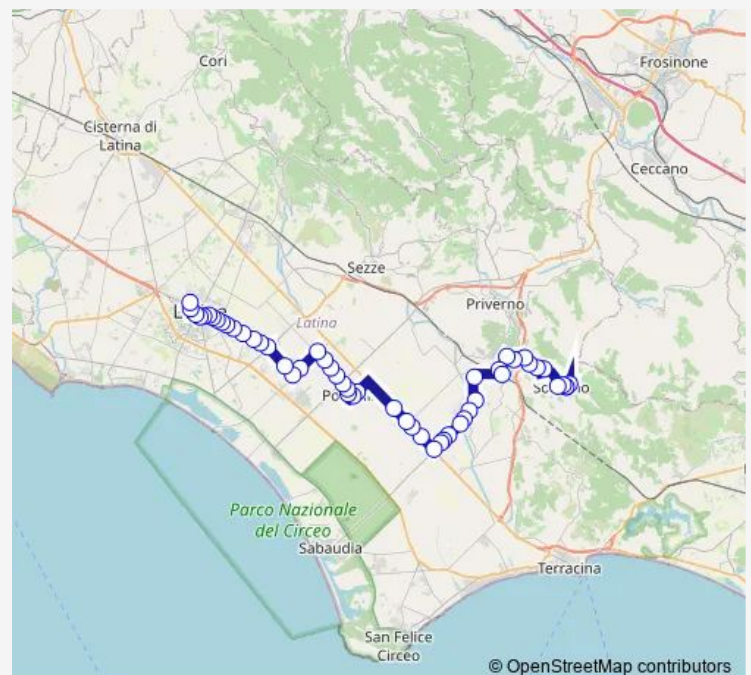 Cori
Frosinone
Cisterna di
Latina
Ceccano
Sezze
Priverno
Latina
Parco Nazionale
del Circeo
Sabaudia
Terracina
San Felice
Circeo
© OpenStreetMap contributors